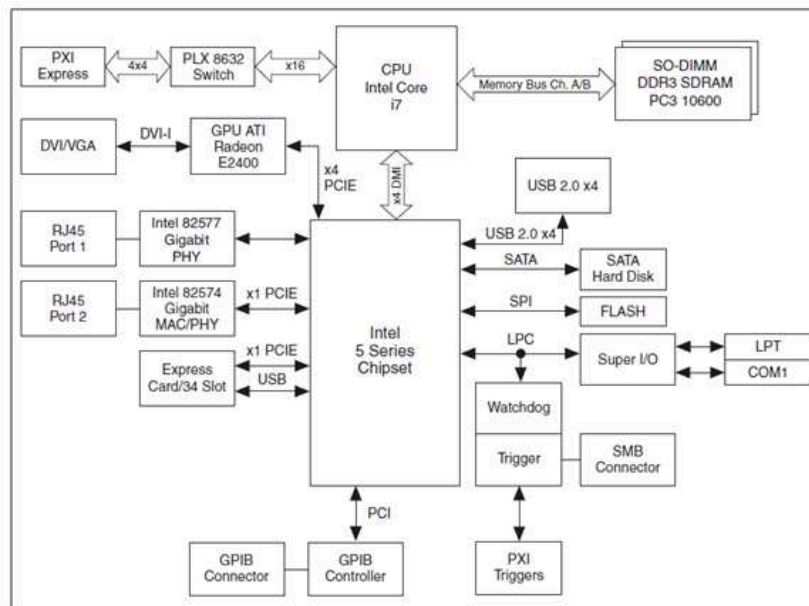 PXI
Express
4x4
PLX 8632
Switch
x16
CPU
Intel Core
i7
Memory Bus Ch. A/B
SO-DIMM
DDR3 SDRAM
PC3 10600
DVI/VGA
DVI-I
GPU ATI
Radeon
E2400
x4
PCIE
x4 DMI
USB 2.0 x4
USB 2.0 x4
RJ45
Port 1
Intel 82577
Gigabit
PHY
SATA
SATA
Hard Disk
RJ45
Port 2
Intel 82574
Gigabit
MAC/PHY
x1 PCIE
Intel
5 Series
Chipset
SPI
FLASH
LPC
Super I/O
LPT
COM1
Express
Card/34 Slot
x1 PCIE
USB
Watchdog
Trigger
SMB
Connector
PCI
GPIB
Connector
GPIB
Controller
PXI
Triggers